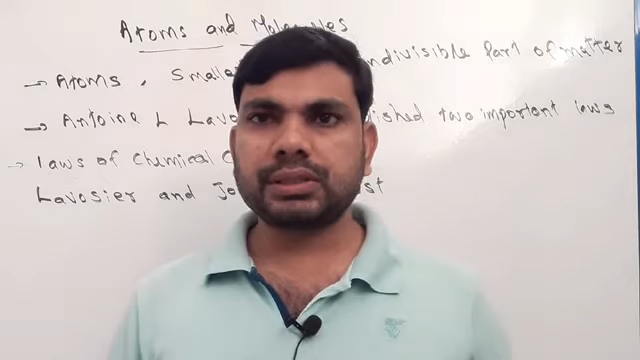 Atoms and Molecules
→ Atoms . Smalle indivisible part of matter
→ Antoine L Lavo ished two important laws
→ laws of chemical C
Lavosier and Jo st